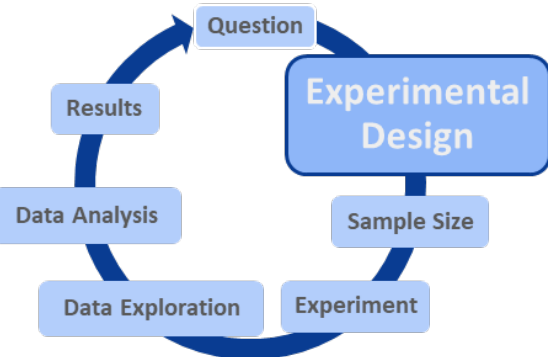 Question
Experimental
Design
Sample Size
Experiment
Data Exploration
Data Analysis
Results